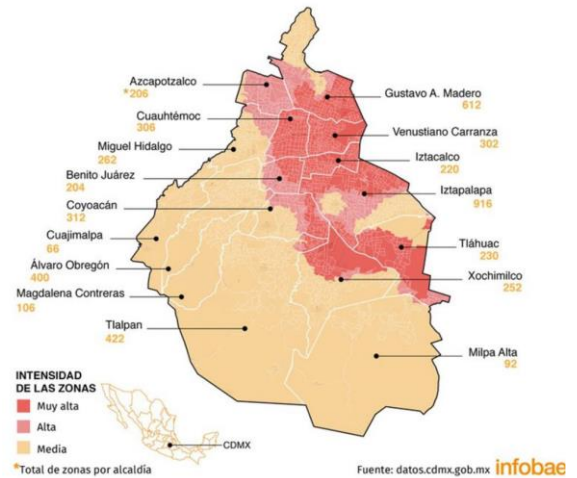 Azcapotzalco
*206
Cuauhtémoc
306
Miguel Hidalgo
262
Benito Juárez
204
Coyoacán
312
Cuajimalpa
66
Álvaro Obregón
400
Magdalena Contreras
106
Tlalpan
422
Gustavo A. Madero
612
Venustiano Carranza
302
Iztacalco
220
Iztapalapa
916
Tláhuac
230
Xochimilco
252
Milpa Alta
92
INTENSIDAD
DE LAS ZONAS
Muy alta
Alta
Media
CDMX
*Total de zonas por alcaldía
Fuente: datos.cdmx.gob.mx infobae